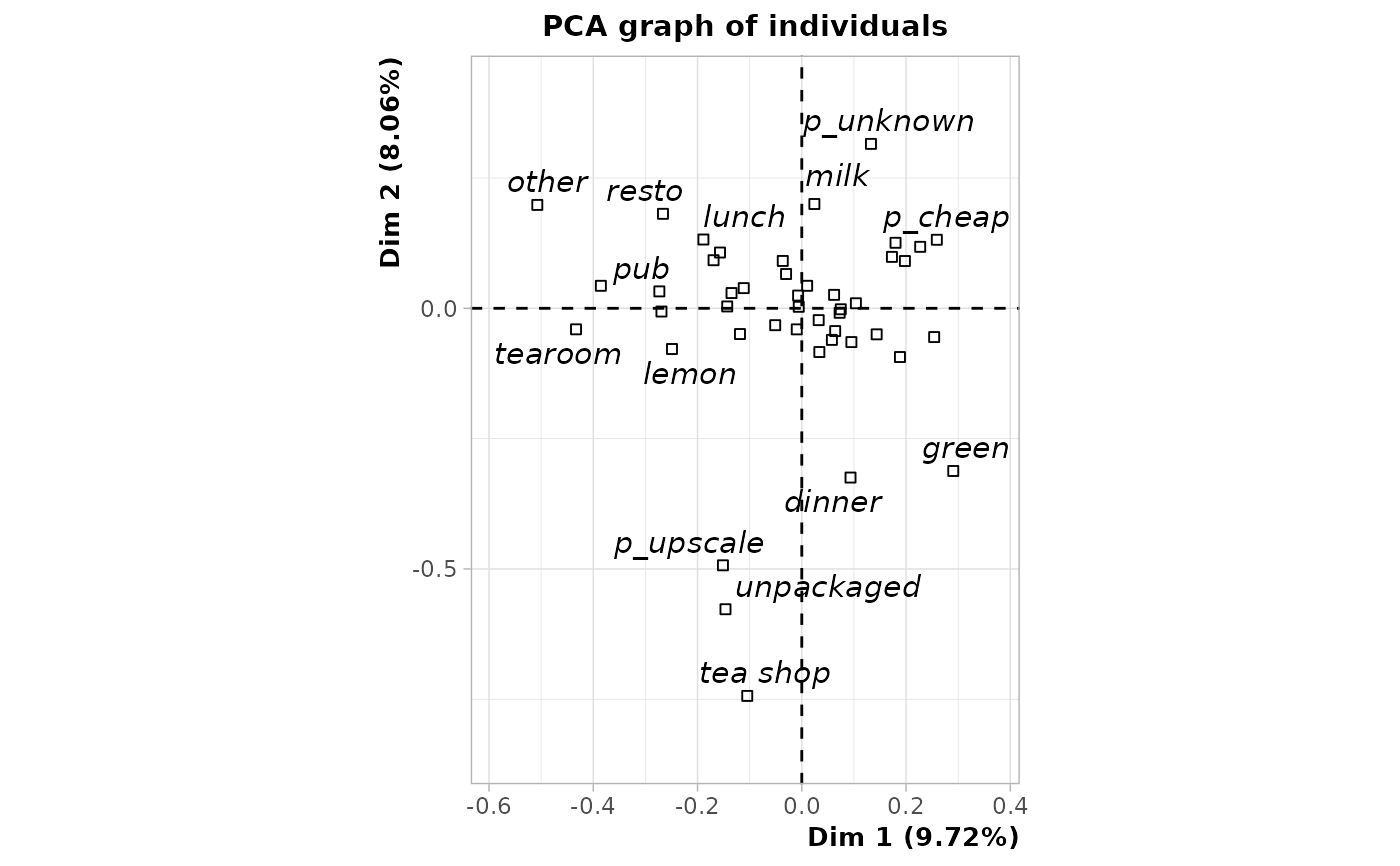 PCA graph of individuals
Dim 2 (8.06%)
p_unknown
milk
other
resto
lunch
p_cheap
pub
0.0
tearoom
lemon
green
dinner
p_upscale
-0.5
unpackaged
tea shop
-0.6
-0.4
-0.2
0.0
0.2
0.4
Dim 1 (9.72%)